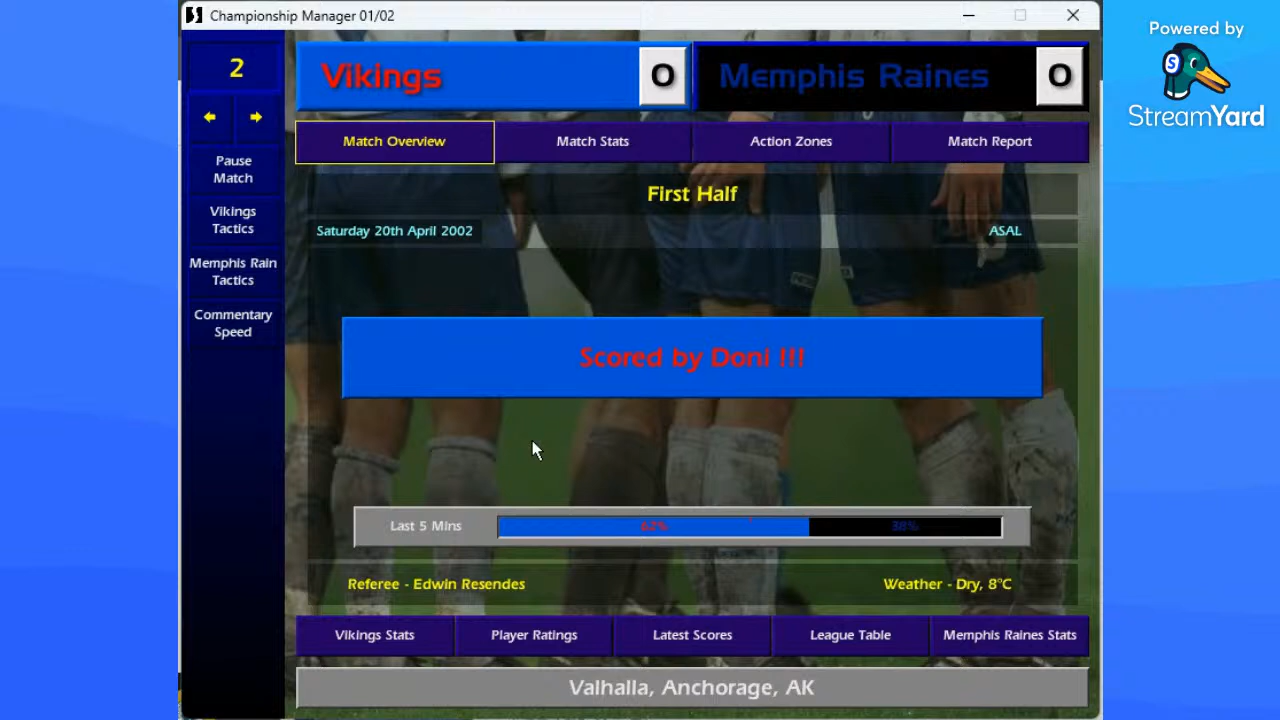 Championship Manager 01/02
Powered by
S
StreamYard
2
Vikings 0
Memphis Raines 0
Match Overview
Match Stats
Action Zones
Match Report
Pause
Match
Vikings
Tactics
Memphis Rain
Tactics
Commentary
Speed
First Half
Saturday 20th April 2002
ASAL
Scored by Doni !!!
Last 5 Mins
62%
38%
Referee - Edwin Resendes
Weather - Dry, 8°C
Vikings Stats
Player Ratings
Latest Scores
League Table
Memphis Raines Stats
Valhalla, Anchorage, AK